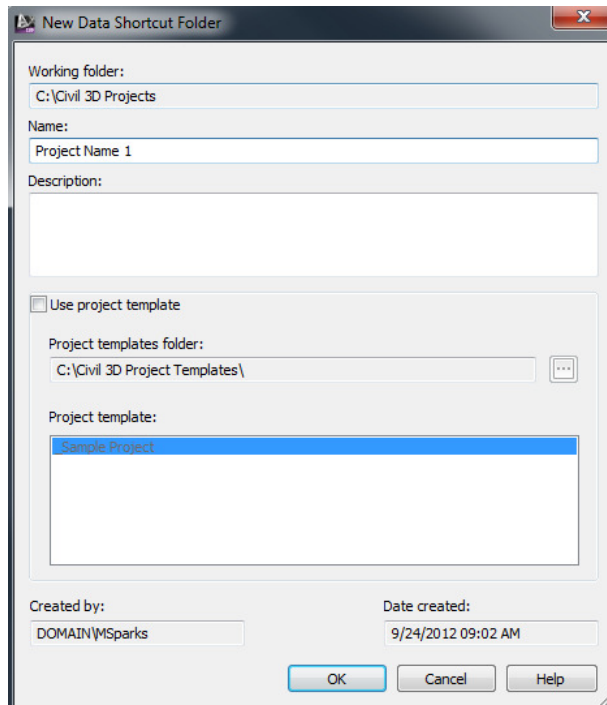 New Data Shortcut Folder
Working folder:
C:\Civil 3D Projects
Name:
Project Name 1
Description:
Use project template
Project templates folder:
C:\Civil 3D Project Templates\
...
Project template:
_Sample Project
Created by:
Date created:
DOMAIN\MSparks
9/24/2012 09:02 AM
OK
Cancel
Help